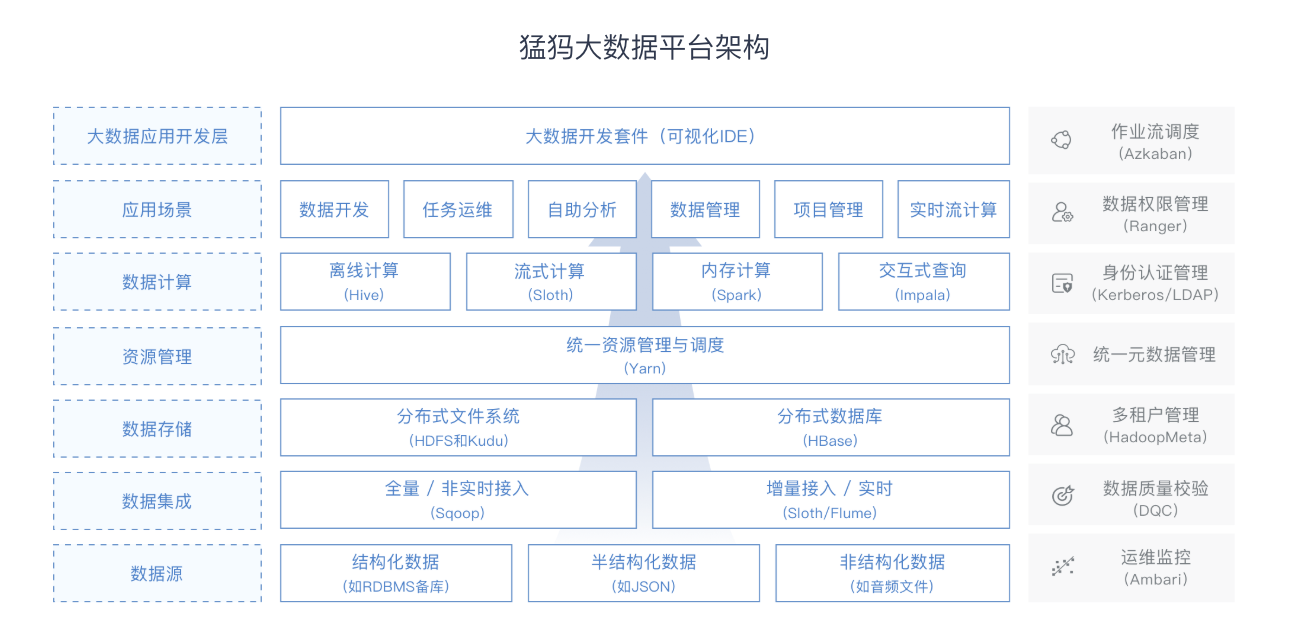 猛犸大数据平台架构
大数据应用开发层
大数据开发套件（可视化IDE）
作业流调度
（Azkaban）
应用场景
数据开发
任务运维
自助分析
数据管理
项目管理
实时流计算
数据权限管理
（Ranger）
数据计算
离线计算
（Hive）
流式计算
（Sloth）
内存计算
（Spark）
交互式查询
（Impala）
身份认证管理
（Kerberos/LDAP）
资源管理
统一资源管理与调度
（Yarn）
统一元数据管理
数据存储
分布式文件系统
（HDFS和Kudu）
分布式数据库
（HBase）
多租户管理
（HadoopMeta）
数据集成
全量 / 非实时接入
（Sqoop）
增量接入 / 实时
（Sloth/Flume）
数据质量校验
（DQC）
数据源
结构化数据
（如RDBMS备库）
半结构化数据
（如JSON）
非结构化数据
（如音频文件）
运维监控
（Ambari）